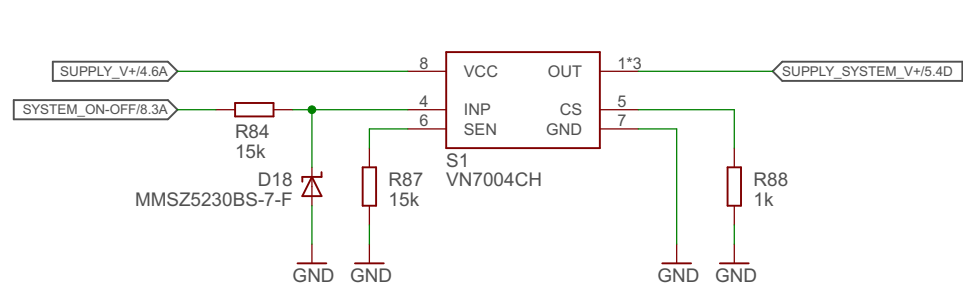 SUPPLY_V+/4.6A
8
VCC
OUT
1*3
SUPPLY_SYSTEM_V+/5.4D
SYSTEM_ON-OFF/8.3A
4
INP
CS
5
R84
15k
6
SEN
GND
7
S1
VN7004CH
D18
MMSZ5230BS-7-F
R87
15k
R88
1k
GND
GND
GND
GND